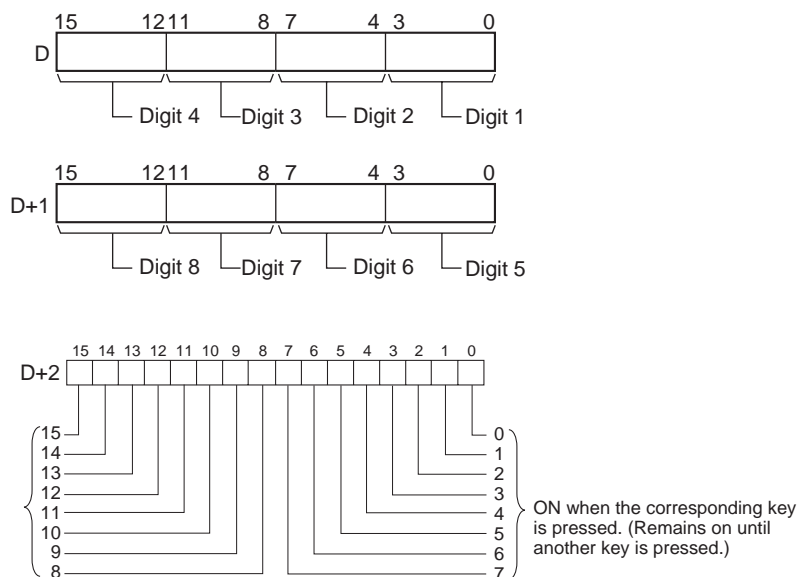 15 12 11 8 7 4 3 0
D
Digit 4 Digit 3 Digit 2 Digit 1
15 12 11 8 7 4 3 0
D+1
Digit 8 Digit 7 Digit 6 Digit 5
15 14 13 12 11 10 9 8 7 6 5 4 3 2 1 0
D+2
15 0
14 1
13 2
12 3
11 4
10 5
9 6
8 7
ON when the corresponding key
is pressed. (Remains on until
another key is pressed.)